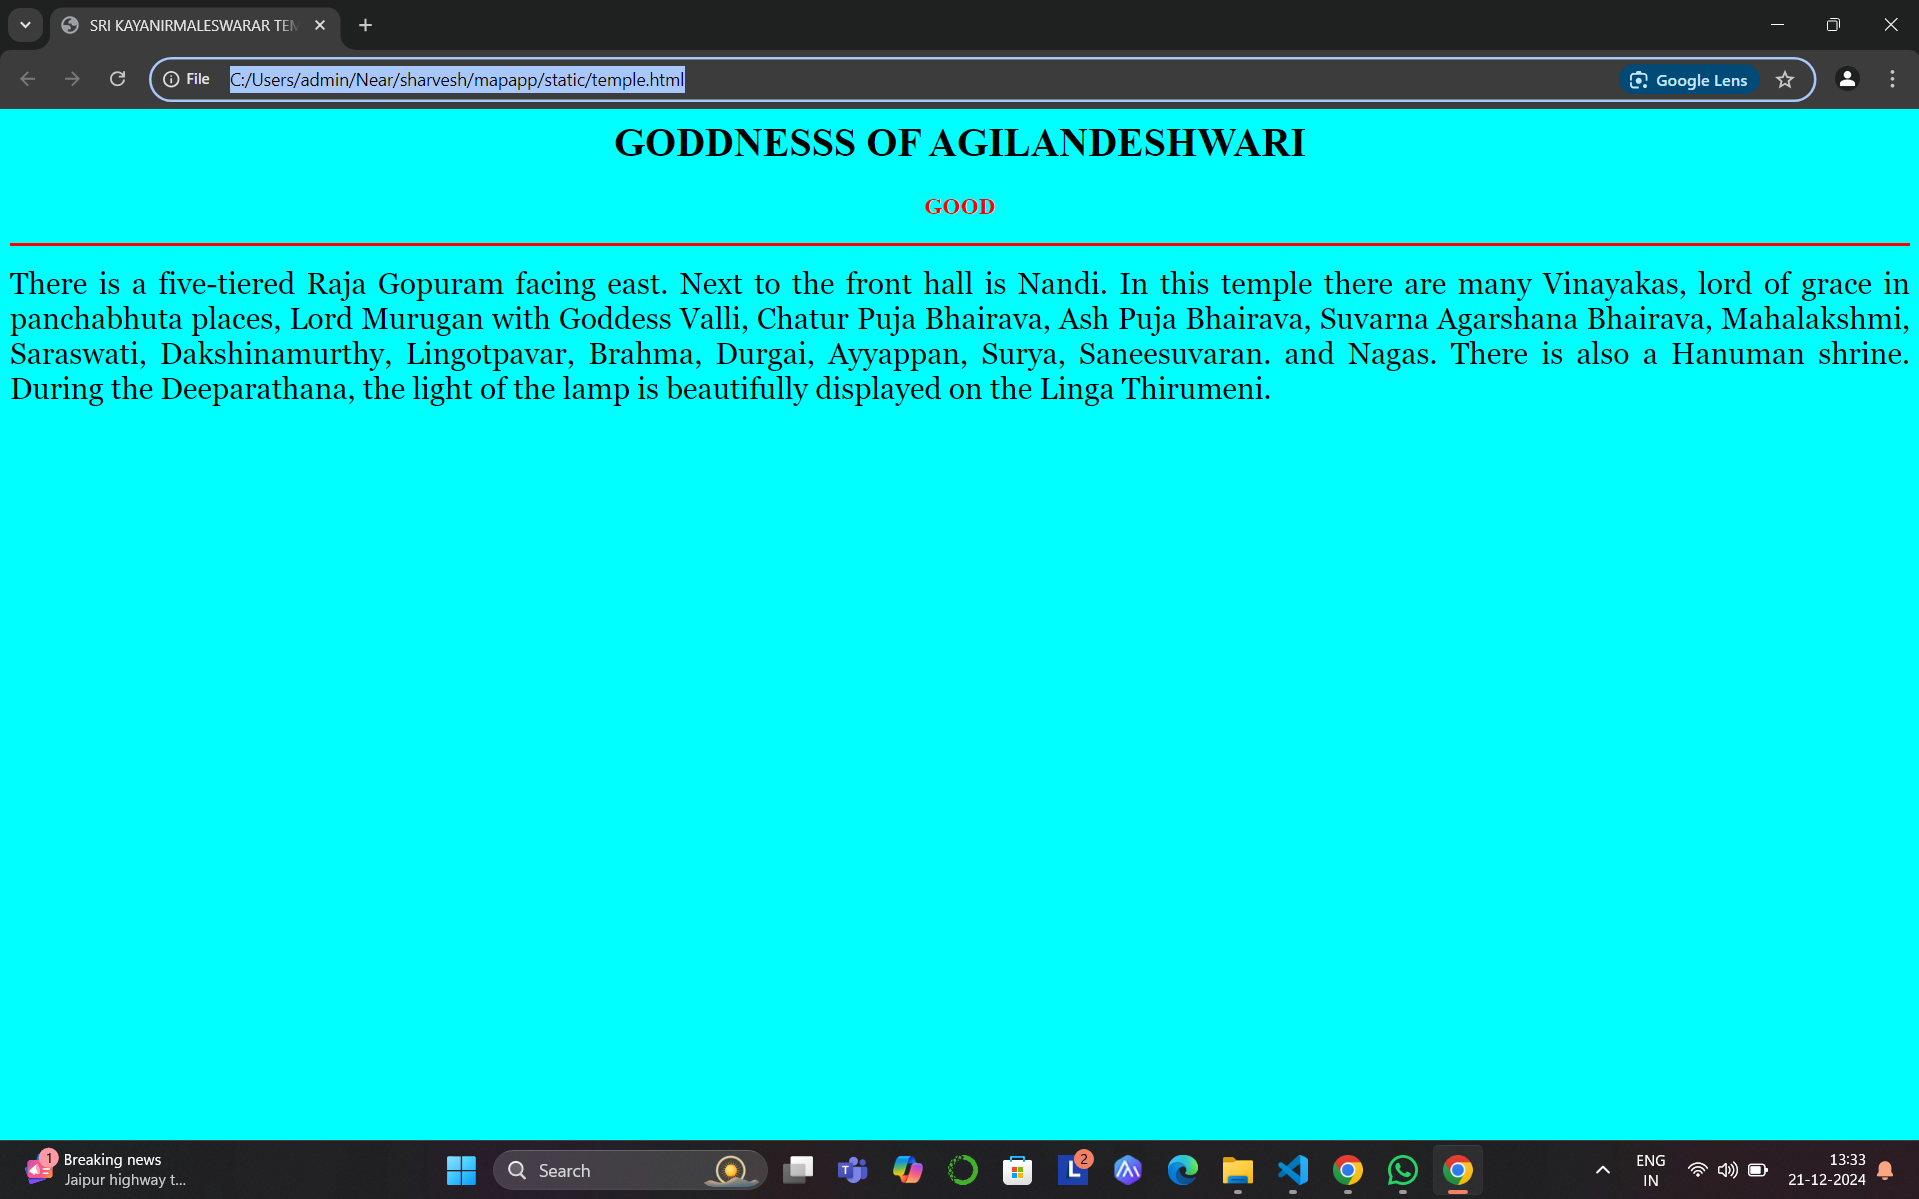 SRI KAYANIRMALESWARAR TEM
File
C:/Users/admin/Near/sharvesh/mapapp/static/temple.html
Google Lens
GODDNESSS OF AGILANDESHWARI
GOOD
There is a five-tiered Raja Gopuram facing east. Next to the front hall is Nandi. In this temple there are many Vinayakas, lord of grace in
panchabhuta places, Lord Murugan with Goddess Valli, Chatur Puja Bhairava, Ash Puja Bhairava, Suvarna Agarshana Bhairava, Mahalakshmi,
Saraswati, Dakshinamurthy, Lingotpavar, Brahma, Durgai, Ayyappan, Surya, Saneesuvaran. and Nagas. There is also a Hanuman shrine.
During the Deeparathana, the light of the lamp is beautifully displayed on the Linga Thirumeni.
1
Breaking news
Jaipur highway t...
Search
T
L
2
ENG
IN
13:33
21-12-2024